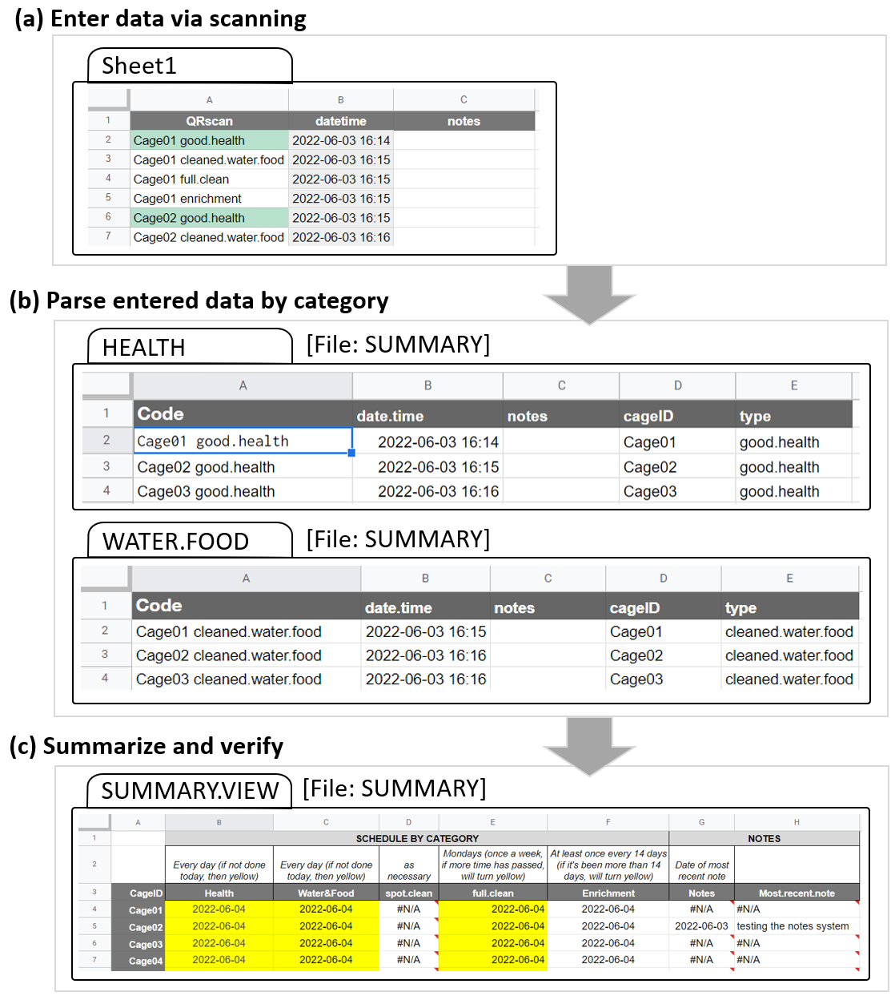 (a) Enter data via scanning
Sheet1
A B C
1 QRscan datetime notes
2 Cage01 good.health 2022-06-03 16:14
3 Cage01 cleaned.water.food 2022-06-03 16:15
4 Cage01 full.clean 2022-06-03 16:15
5 Cage01 enrichment 2022-06-03 16:15
6 Cage02 good.health 2022-06-03 16:15
7 Cage02 cleaned.water.food 2022-06-03 16:16
(b) Parse entered data by category
HEALTH [File: SUMMARY]
A B C D E
1 Code date.time notes cageID type
2 Cage01 good.health 2022-06-03 16:14 Cage01 good.health
3 Cage02 good.health 2022-06-03 16:15 Cage02 good.health
4 Cage03 good.health 2022-06-03 16:16 Cage03 good.health
WATER.FOOD [File: SUMMARY]
A B C D E
1 Code date.time notes cageID type
2 Cage01 cleaned.water.food 2022-06-03 16:15 Cage01 cleaned.water.food
3 Cage02 cleaned.water.food 2022-06-03 16:16 Cage02 cleaned.water.food
4 Cage03 cleaned.water.food 2022-06-03 16:16 Cage03 cleaned.water.food
(c) Summarize and verify
SUMMARY.VIEW [File: SUMMARY]
A B C D E F G H
1 SCHEDULE BY CATEGORY NOTES
2
Every day (if not done
today, then yellow)
Every day (if not done
today, then yellow)
as
necessary
Mondays (once a week,
if more time has passed,
will turn yellow)
At least once every 14 days
(if it's been more than 14
days, will turn yellow)
Date of most
recent note
3 CageID Health Water&Food spot.clean full.clean Enrichment Notes Most.recent.note
4 Cage01 2022-06-04 2022-06-04 #N/A 2022-06-04 2022-06-04 #N/A #N/A
5 Cage02 2022-06-04 2022-06-04 #N/A 2022-06-04 2022-06-04 2022-06-03 testing the notes system
6 Cage03 2022-06-04 2022-06-04 #N/A 2022-06-04 2022-06-04 #N/A #N/A
7 Cage04 2022-06-04 2022-06-04 #N/A 2022-06-04 2022-06-04 #N/A #N/A